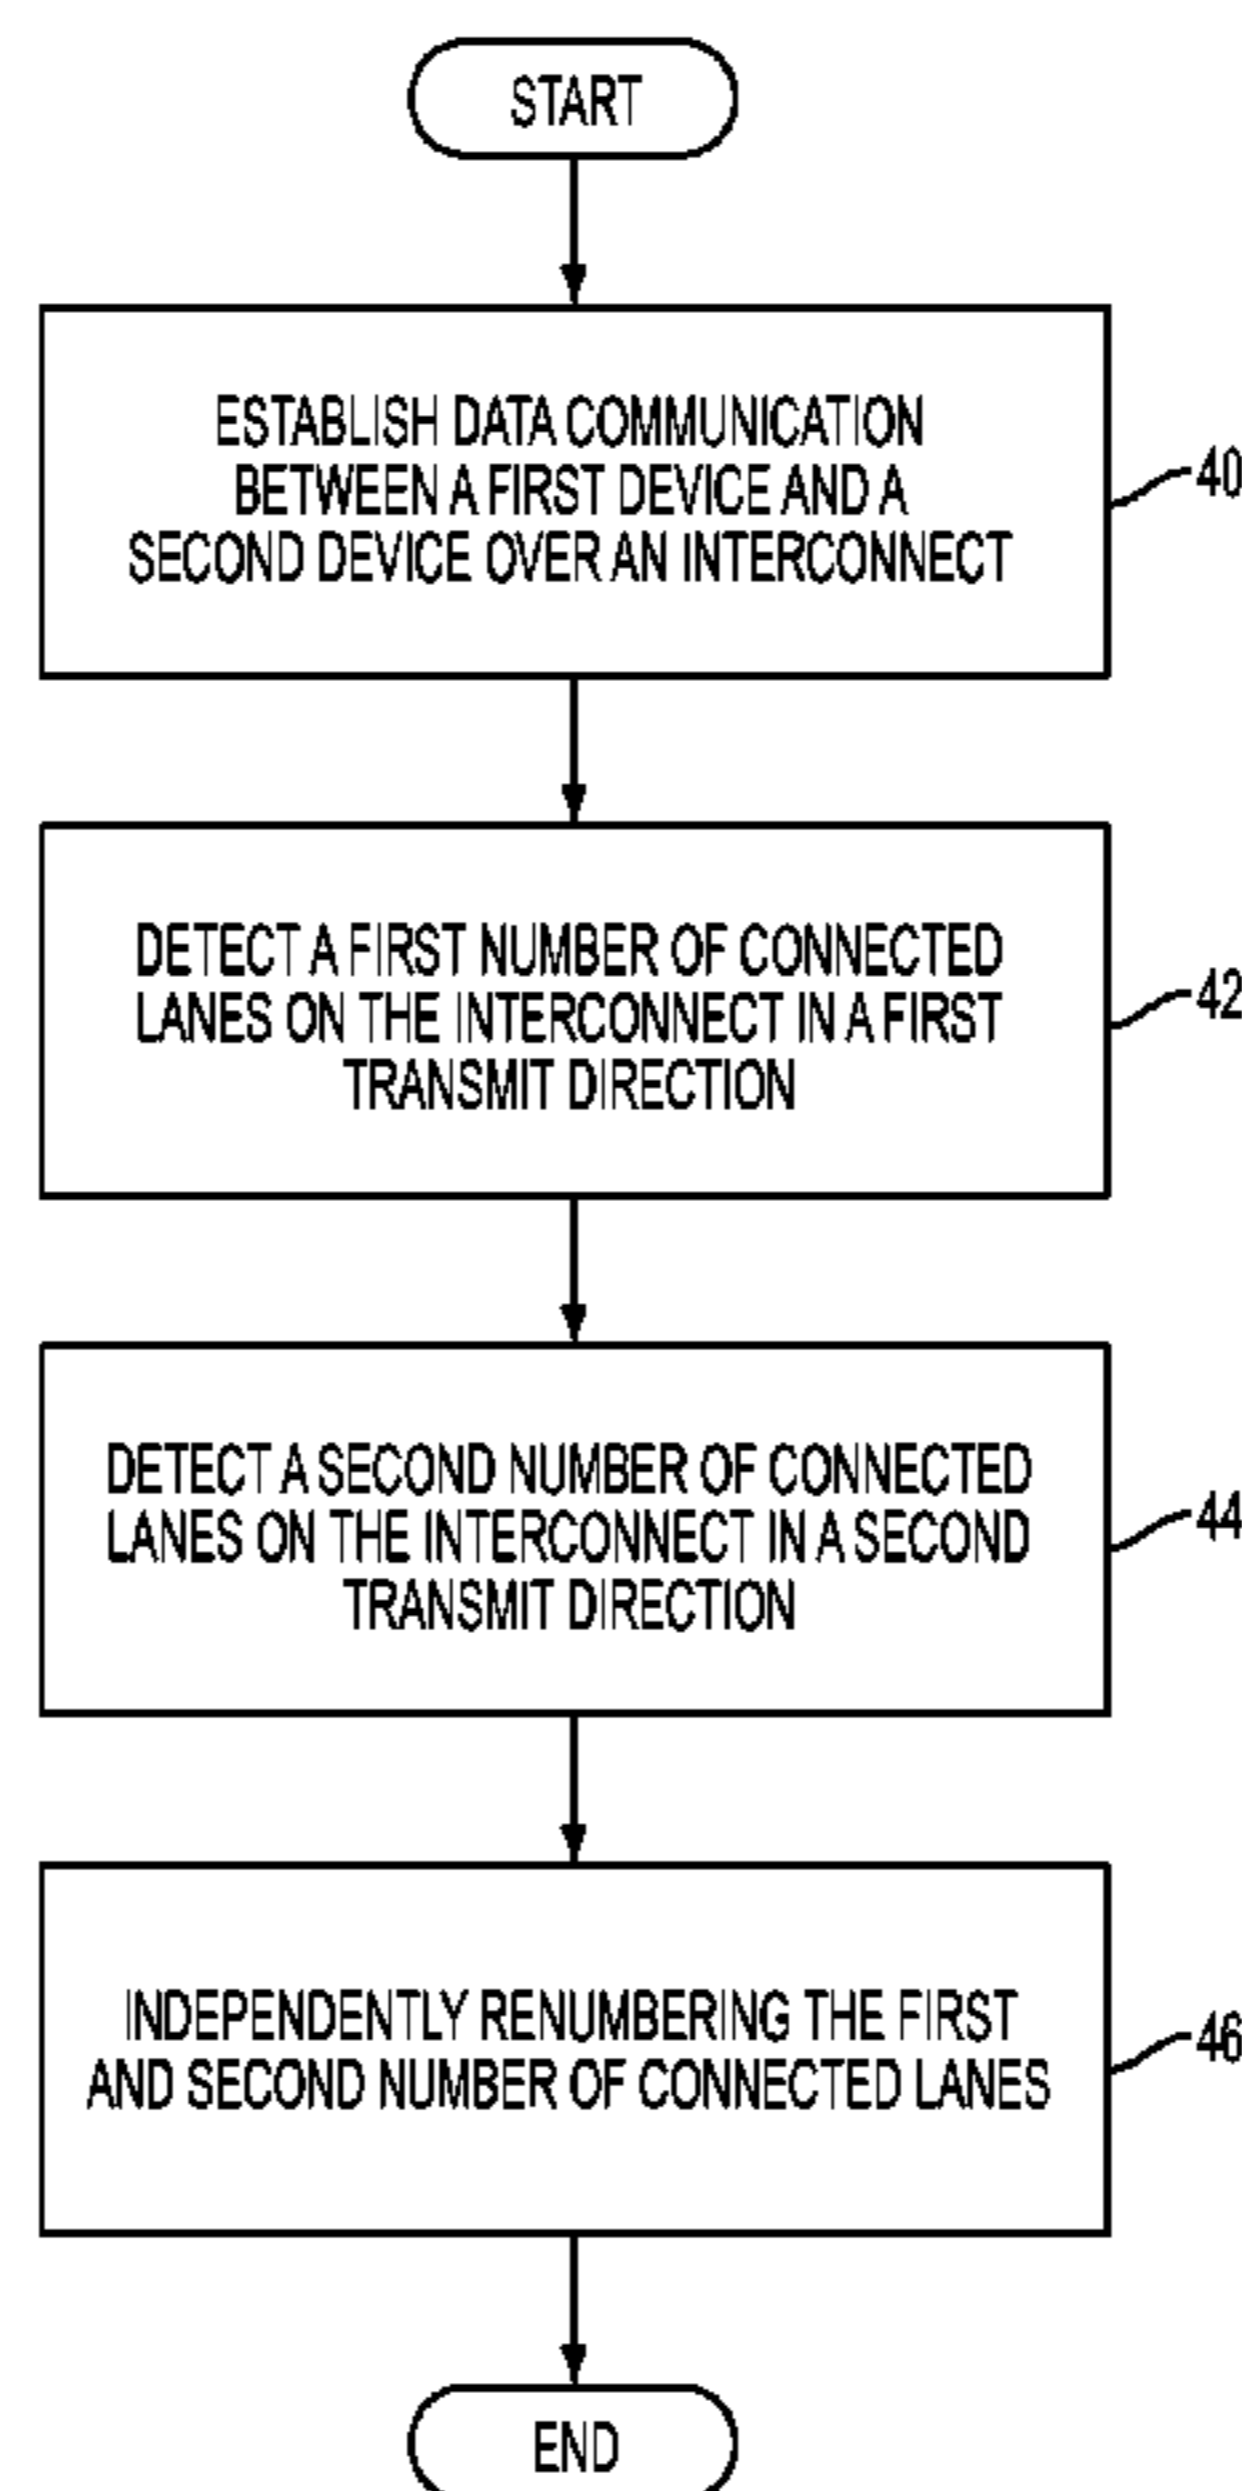 START
ESTABLISH DATA COMMUNICATION
BETWEEN A FIRST DEVICE AND A
SECOND DEVICE OVER AN INTERCONNECT
40
DETECT A FIRST NUMBER OF CONNECTED
LANES ON THE INTERCONNECT IN A FIRST
TRANSMIT DIRECTION
42
DETECT A SECOND NUMBER OF CONNECTED
LANES ON THE INTERCONNECT IN A SECOND
TRANSMIT DIRECTION
44
INDEPENDENTLY RENUMBERING THE FIRST
AND SECOND NUMBER OF CONNECTED LANES
46
END